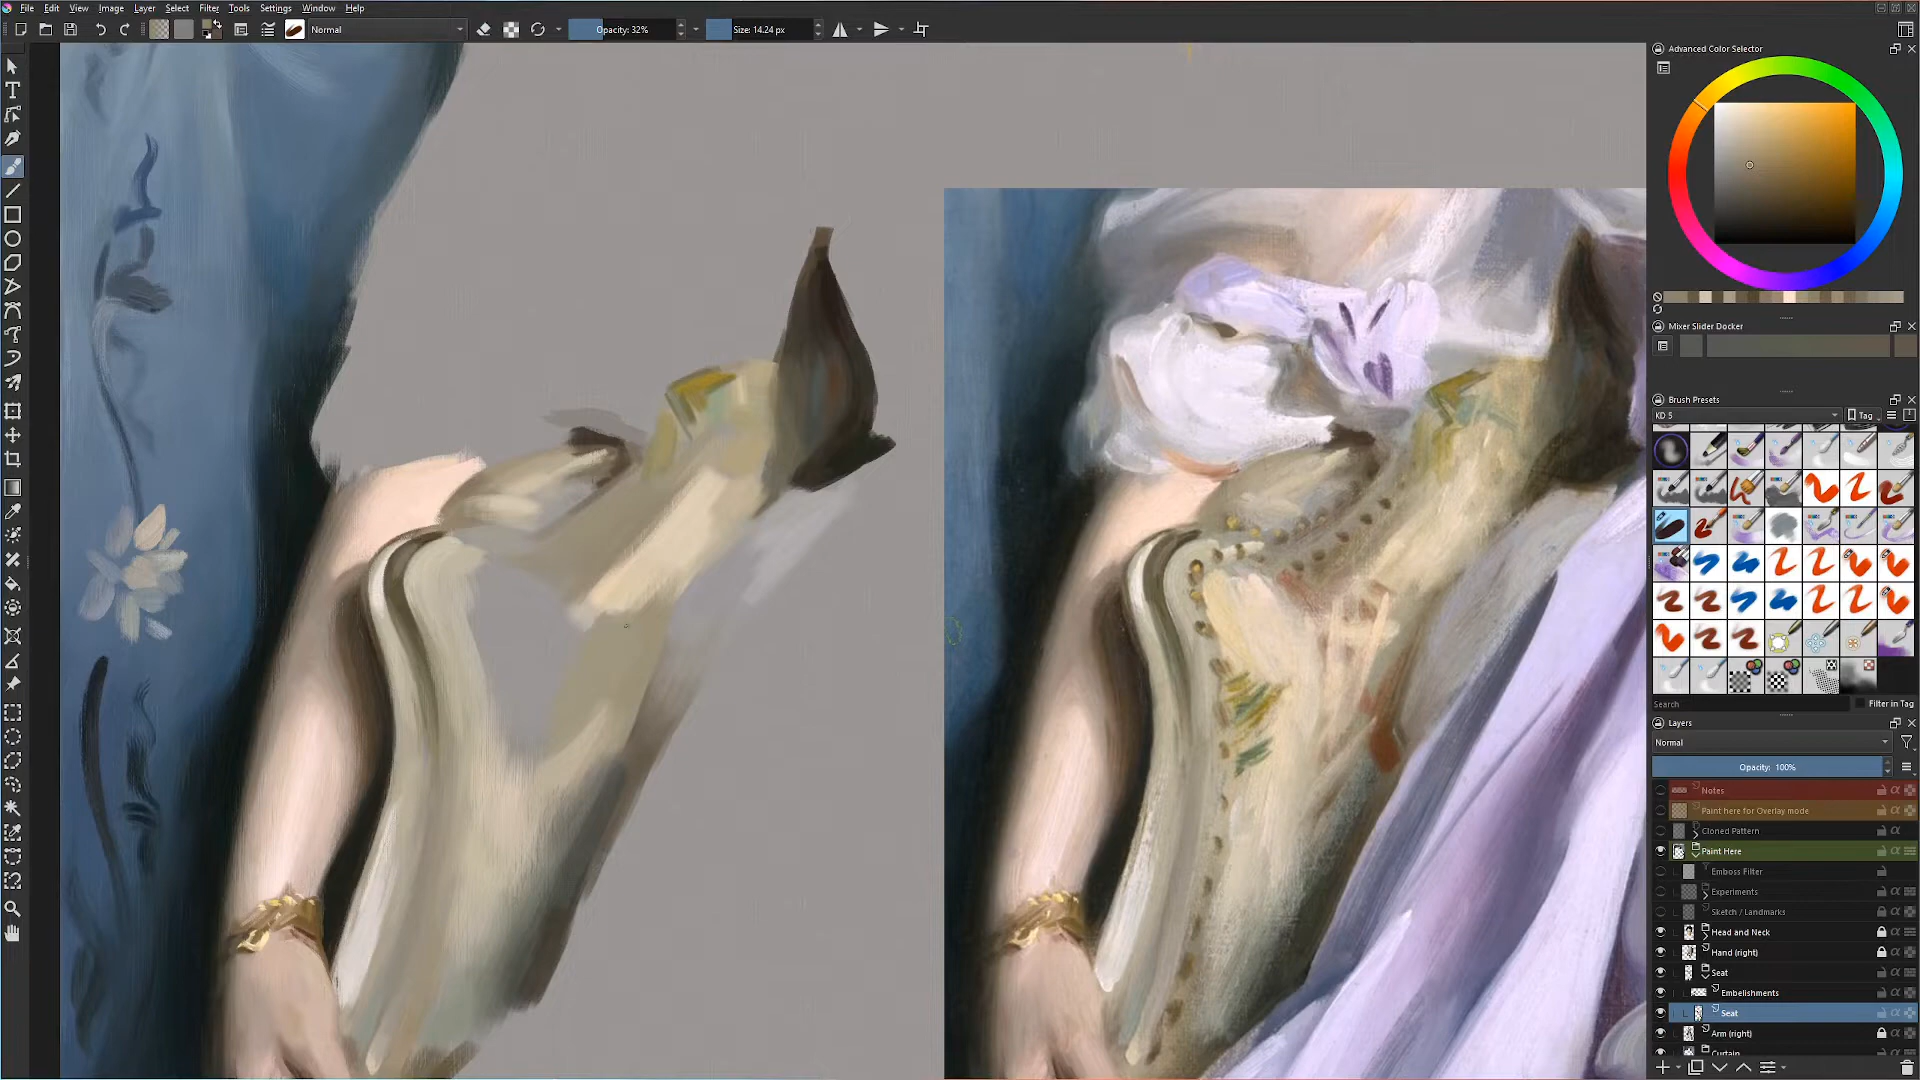 File Edit View Image Layer Select Filter Tools Settings Window Help
Normal
Opacity: 32%
Size: 14.24 px
Advanced Color Selector
Mixer Slider Docker
Brush Presets
KD 5
Tag
Search
Filter in Tag
Layers
Normal
Opacity: 100%
Notes
Paint here for Overlay mode
Cloned Pattern
Paint Here
Emboss Filter
Experiments
Sketch / Landmarks
Head and Neck
Hand (right)
Seat
Embelishments
Seat
Arm (right)
Curtain